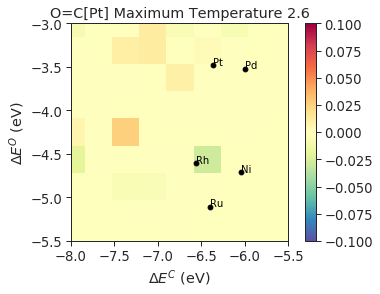 O=C[Pt] Maximum Temperature 2.6
−3.0
−3.5
−4.0
−4.5
−5.0
−5.5
ΔE^O (eV)
Pt
Pd
Rh
Ni
Ru
−8.0 −7.5 −7.0 −6.5 −6.0 −5.5
ΔE^C (eV)
0.100
0.075
0.050
0.025
0.000
−0.025
−0.050
−0.075
−0.100